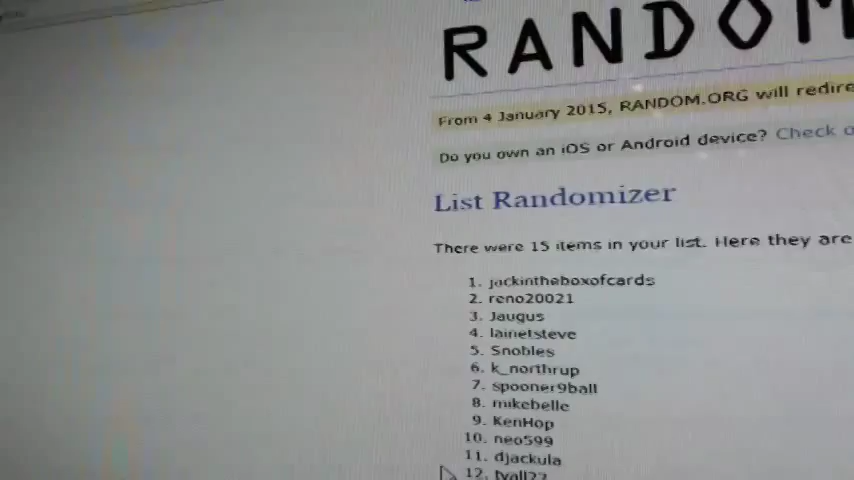 RANDOM
From 4 January 2015, RANDOM.ORG will redire
Do you own an iOS or Android device? Check o
List Randomizer
There were 15 items in your list. Here they are
1. jackintheboxofcards
2. reno20021
3. Jaugus
4. lainetsteve
5. Snobles
6. k_northrup
7. spooner9ball
8. mikebelle
9. KenHop
10. neo599
11. djackula
12.